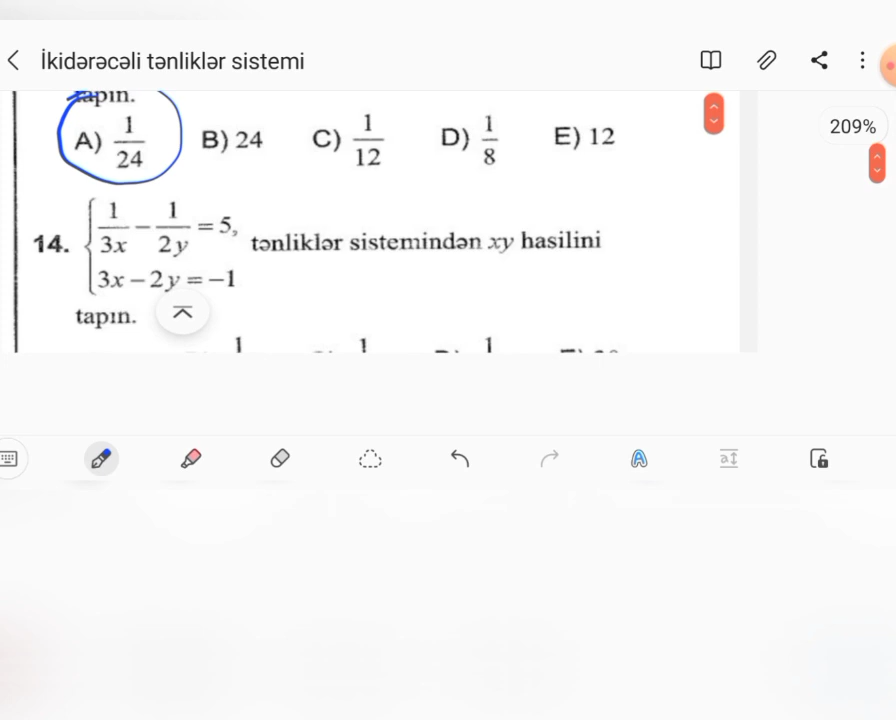 İkidərəcəli tənliklər sistemi
209%
tapın.
A) 1/24 B) 24 C) 1/12 D) 1/8 E) 12
14. { 1/3x − 1/2y = 5, 3x − 2y = −1 tənliklər sistemindən xy hasilini
tapın.